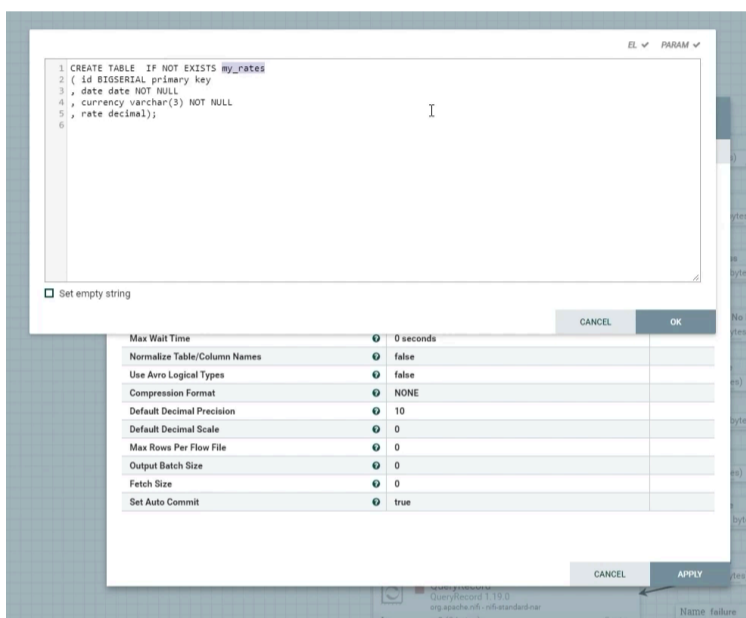 EL ✓ PARAM ✓
1 CREATE TABLE IF NOT EXISTS my_rates
2 ( id BIGSERIAL primary key
3 , date date NOT NULL
4 , currency varchar(3) NOT NULL
5 , rate decimal);
6
Set empty string
CANCEL OK
Max Wait Time 0 seconds
Normalize Table/Column Names false
Use Avro Logical Types false
Compression Format NONE
Default Decimal Precision 10
Default Decimal Scale 0
Max Rows Per Flow File 0
Output Batch Size 0
Fetch Size 0
Set Auto Commit true
CANCEL APPLY
QueryRecord
QueryRecord 1.19.0
org.apache.nifi - nifi-standard-nar
Name failure
No